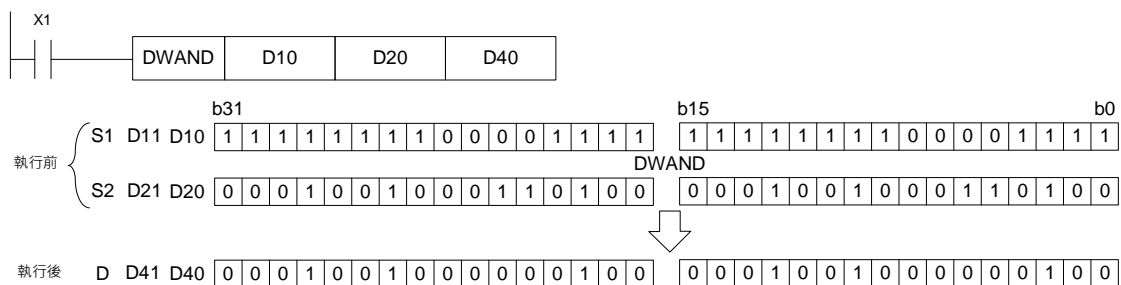 X1
DWAND D10 D20 D40
b31 b15 b0
S1 D11 D10 1 1 1 1 1 1 1 1 0 0 0 0 1 1 1 1 1 1 1 1 1 1 1 1 0 0 0 0 1 1 1 1
執行前 DWAND
S2 D21 D20 0 0 0 1 0 0 1 0 0 0 1 1 0 1 0 0 0 0 0 1 0 0 1 0 0 0 1 1 0 1 0 0
執行後 D D41 D40 0 0 0 1 0 0 1 0 0 0 0 0 0 1 0 0 0 0 0 1 0 0 1 0 0 0 0 0 0 1 0 0